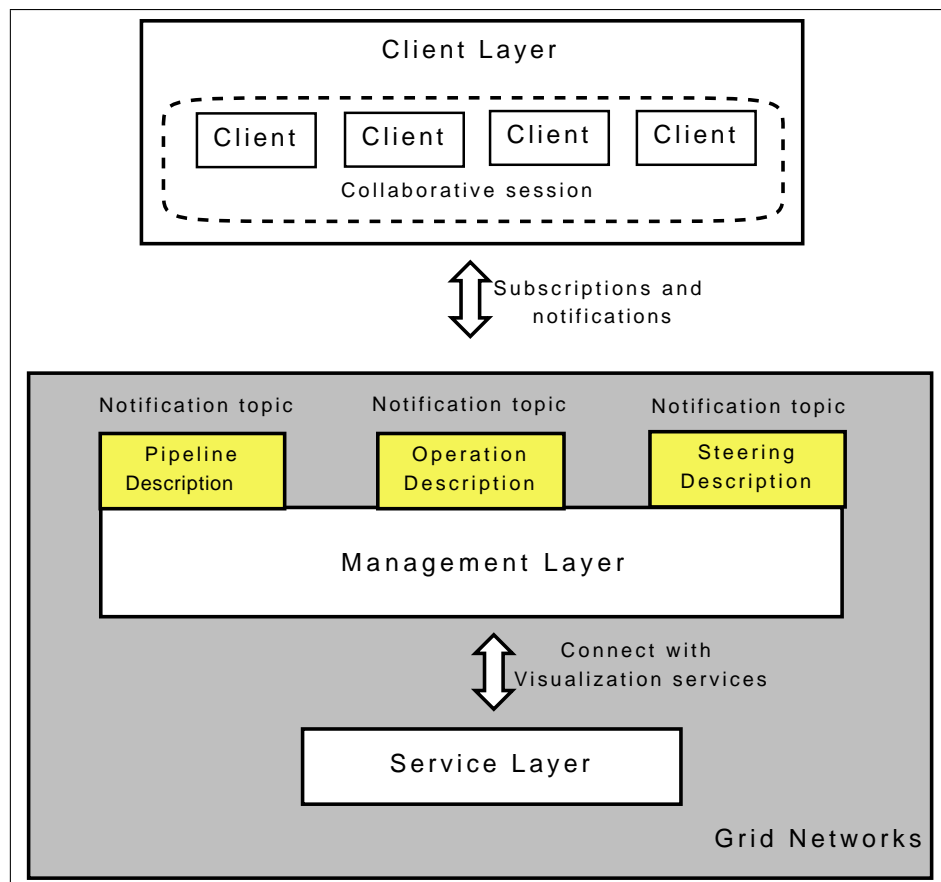 Client Layer
Client Client Client Client
Collaborative session
Subscriptions and
notifications
Notification topic Notification topic Notification topic
Pipeline
Description
Operation
Description
Steering
Description
Management Layer
Connect with
Visualization services
Service Layer
Grid Networks